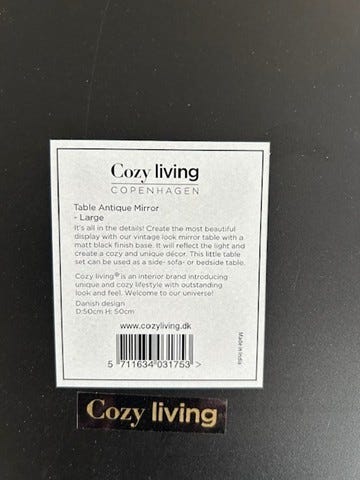 Cozy living
COPENHAGEN
Table Antique Mirror
- Large
It's all in the details! Create the most beautiful
display with our vintage look mirror table with a
matt black finish base. It will reflect the light and
create a cozy and unique décor. This little table
set can be used as a side- sofa- or bedside table.
Cozy living® is an interior brand introducing
unique and cozy lifestyle with outstanding
look and feel. Welcome to our universe!
Danish design
D:50cm H: 50cm
www.cozyliving.dk
Made in India
5 711634 031753 >
Cozy living